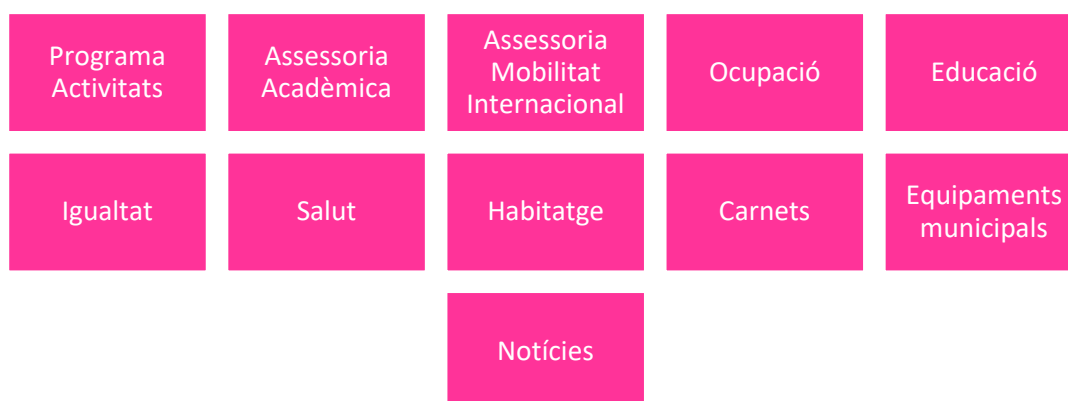 Programa
Activitats
Assessoria
Acadèmica
Assessoria
Mobilitat
Internacional
Ocupació
Educació
Igualtat
Salut
Habitatge
Carnets
Equipaments
municipals
Notícies